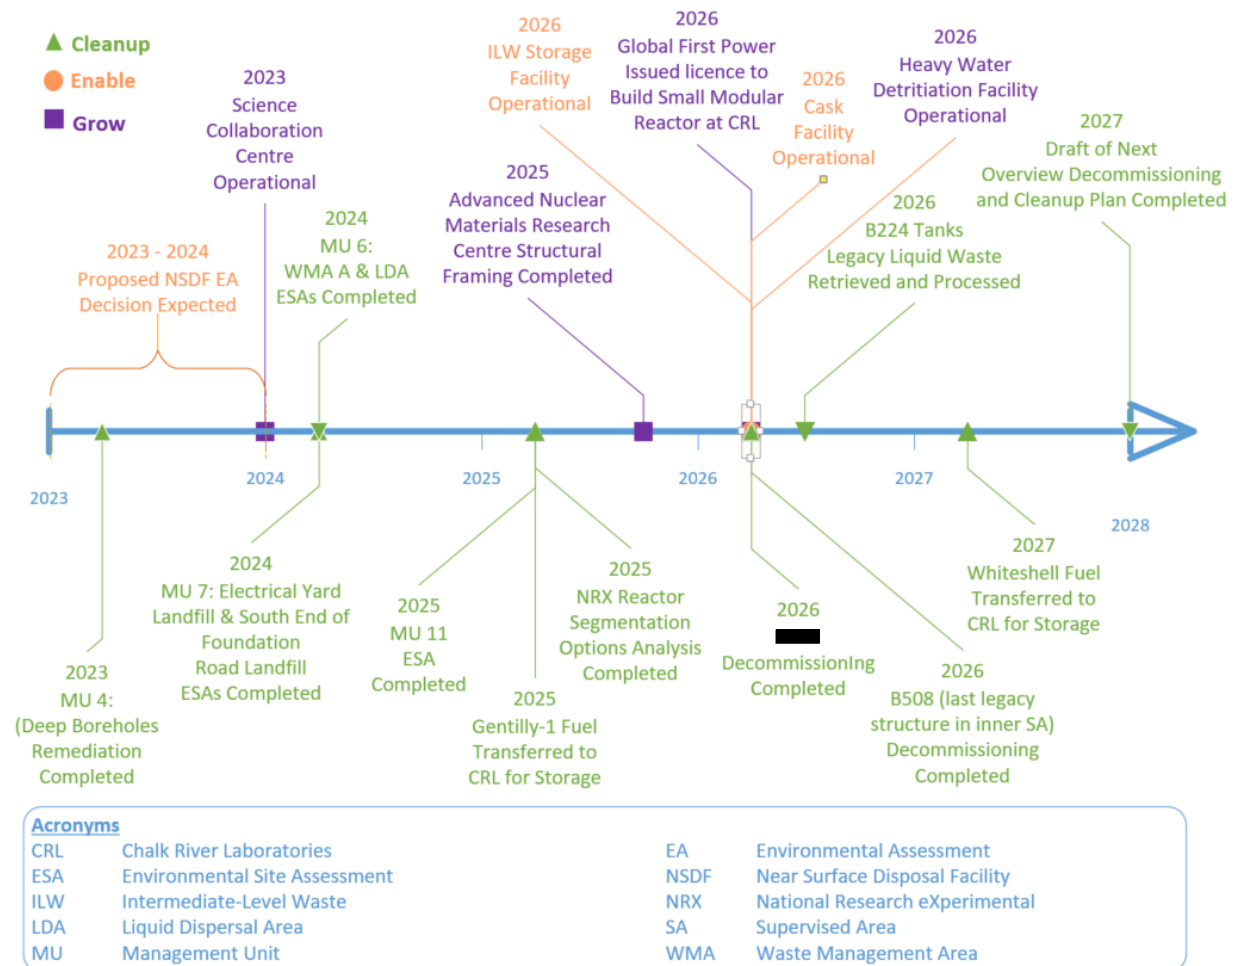 Cleanup
Enable
Grow
2023
Science
Collaboration
Centre
Operational
2026
ILW Storage
Facility
Operational
2026
Global First Power
Issued licence to
Build Small Modular
Reactor at CRL
2026
Cask
Facility
Operational
2026
Heavy Water
Detritiation Facility
Operational
2027
Draft of Next
Overview Decommissioning
and Cleanup Plan Completed
2025
Advanced Nuclear
Materials Research
Centre Structural
Framing Completed
2026
B224 Tanks
Legacy Liquid Waste
Retrieved and Processed
2024
MU 6:
WMA A & LDA
ESAs Completed
2023 - 2024
Proposed NSDF EA
Decision Expected
2023
2024
2025
2026
2027
2028
2023
MU 4:
(Deep Boreholes
Remediation
Completed
2024
MU 7: Electrical Yard
Landfill & South End of
Foundation
Road Landfill
ESAs Completed
2025
MU 11
ESA
Completed
2025
Gentilly-1 Fuel
Transferred to
CRL for Storage
2025
NRX Reactor
Segmentation
Options Analysis
Completed
2026
DecommissionIng
Completed
2026
B508 (last legacy
structure in inner SA)
Decommissioning
Completed
2027
Whiteshell Fuel
Transferred to
CRL for Storage
Acronyms
CRL Chalk River Laboratories
ESA Environmental Site Assessment
ILW Intermediate-Level Waste
LDA Liquid Dispersal Area
MU Management Unit
EA Environmental Assessment
NSDF Near Surface Disposal Facility
NRX National Research eXperimental
SA Supervised Area
WMA Waste Management Area